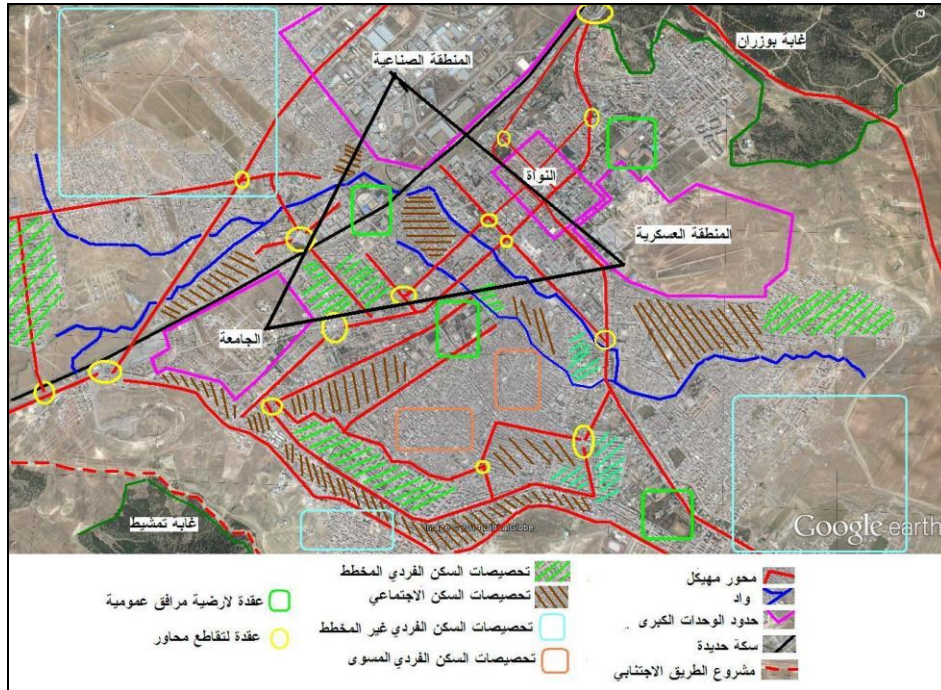 N
غابة بوزران
المنطقة الصناعية
النواة
المنطقة العسكرية
الجامعة
غابة تمشيط
Google earth
محور مهيكل
واد
حدود الوحدات الكبرى
سكة حديدة
مشروع الطريق الاجتنابي
تحصيصات السكن الفردي المخطط
تحصيصات السكن الاجتماعي
تحصيصات السكن الفردي غير المخطط
تحصيصات السكن الفردي المسوى
عقدة لارضية مرافق عمومية
عقدة لتقاطع محاور